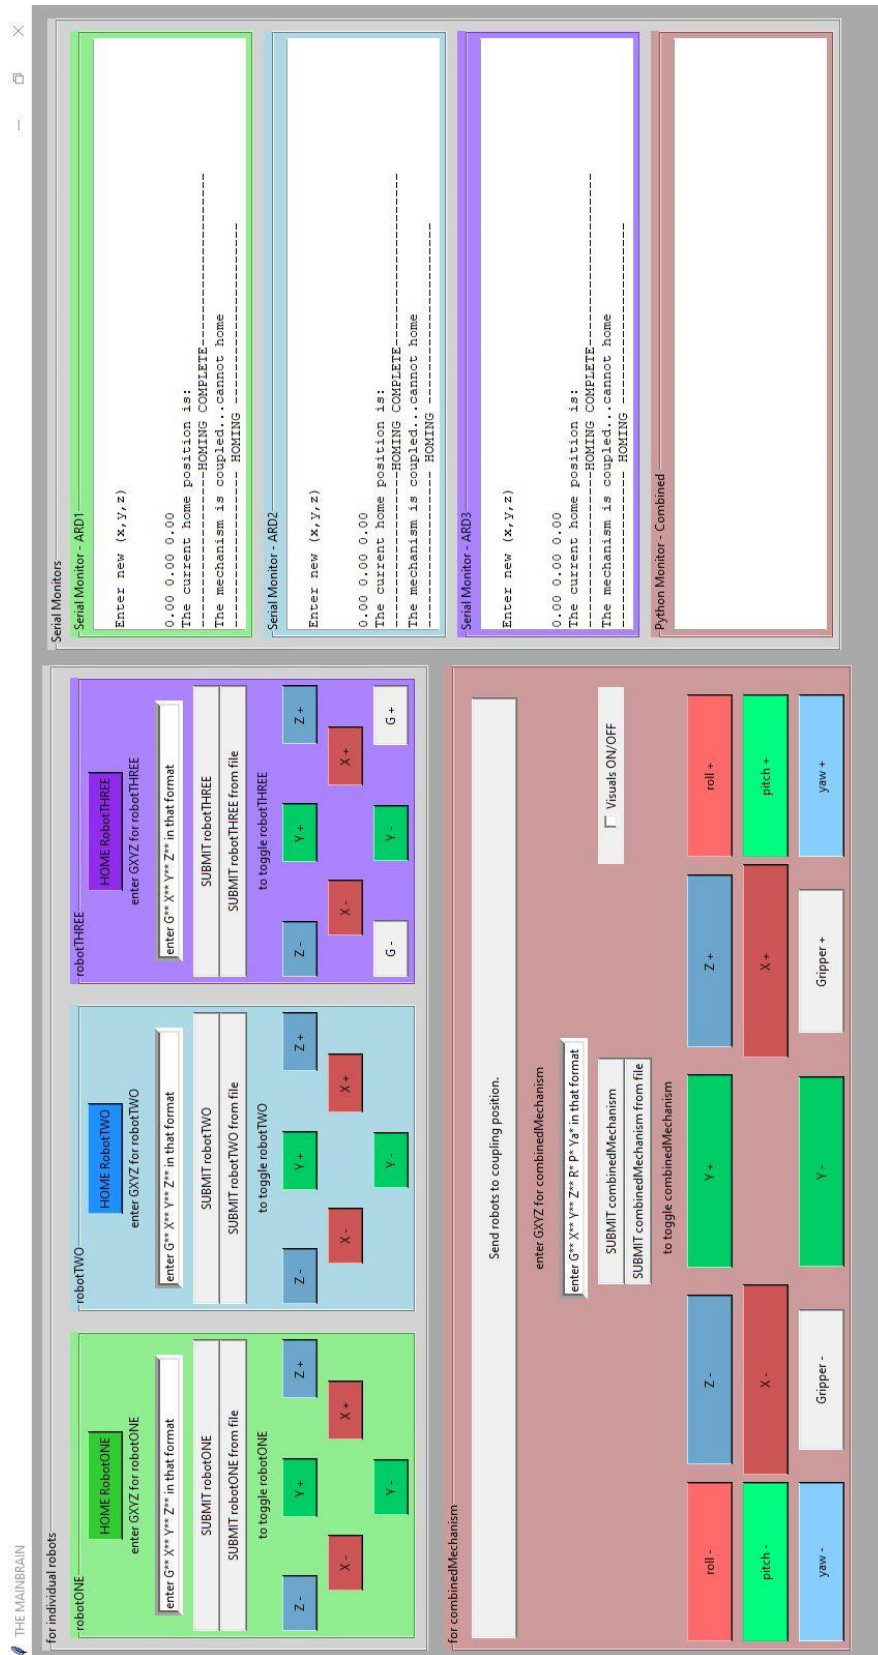 THE MAINBRAIN
for individual robots
robotONE
HOME RobotONE
enter GXYZ for robotONE
enter G** X** Y** Z** in that format
SUBMIT robotONE
SUBMIT robotONE from file
to toggle robotONE
Z - Y + Z +
X - X +
Y -
robotTWO
HOME RobotTWO
enter GXYZ for robotTWO
enter G** X** Y** Z** in that format
SUBMIT robotTWO
SUBMIT robotTWO from file
to toggle robotTWO
Z - Y + Z +
X - X +
Y -
robotTHREE
HOME RobotTHREE
enter GXYZ for robotTHREE
enter G** X** Y** Z** in that format
SUBMIT robotTHREE
SUBMIT robotTHREE from file
to toggle robotTHREE
Z - Y + Z +
X - X +
G - Y - G +
for combinedMechanism
Send robots to coupling position.
enter GXYZ for combinedMechanism
enter G** X** Y** Z** R* P* Ya* in that format
SUBMIT combinedMechanism
SUBMIT combinedMechanism from file
Visuals ON/OFF
to toggle combinedMechanism
roll - Z - Y + Z + roll +
pitch - X - X + pitch +
yaw - Gripper - Y - Gripper + yaw +
Serial Monitors
Serial Monitor - ARD1
Enter new (x,y,z)
0.00 0.00 0.00
The current home position is:
--------------------HOMING COMPLETE----------------------
The mechanism is coupled...cannot home
-------------------- HOMING ----------------------
Serial Monitor - ARD2
Enter new (x,y,z)
0.00 0.00 0.00
The current home position is:
--------------------HOMING COMPLETE----------------------
The mechanism is coupled...cannot home
-------------------- HOMING ----------------------
Serial Monitor - ARD3
Enter new (x,y,z)
0.00 0.00 0.00
The current home position is:
--------------------HOMING COMPLETE----------------------
The mechanism is coupled...cannot home
-------------------- HOMING ----------------------
Python Monitor - Combined